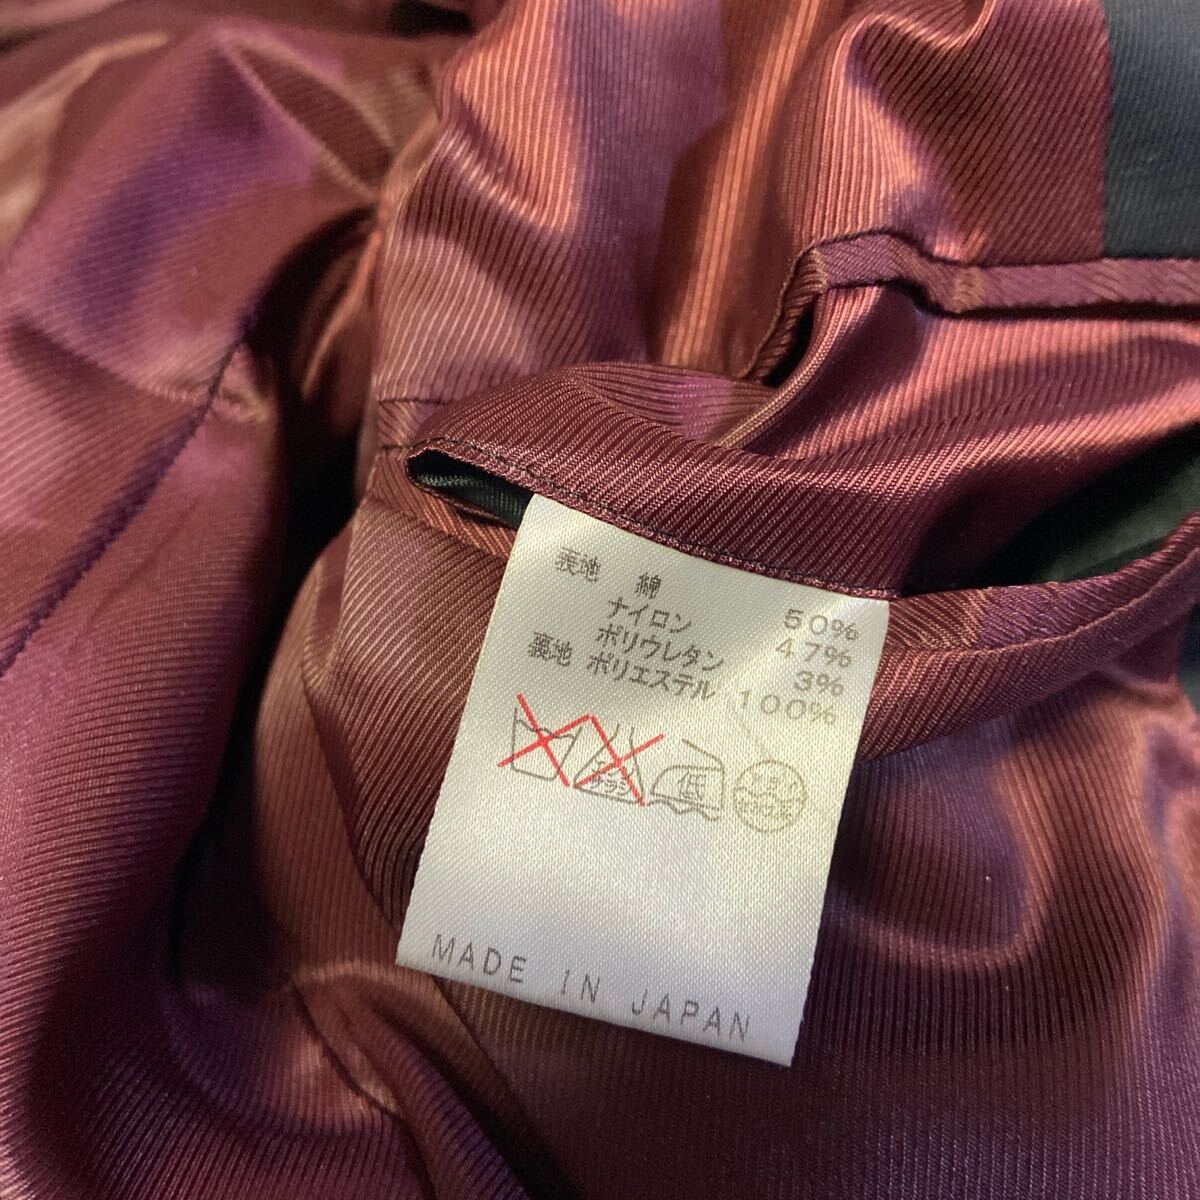 表地 綿 50%
ナイロン 47%
ポリウレタン 3%
裏地 ポリエステル 100%
低
MADE IN JAPAN